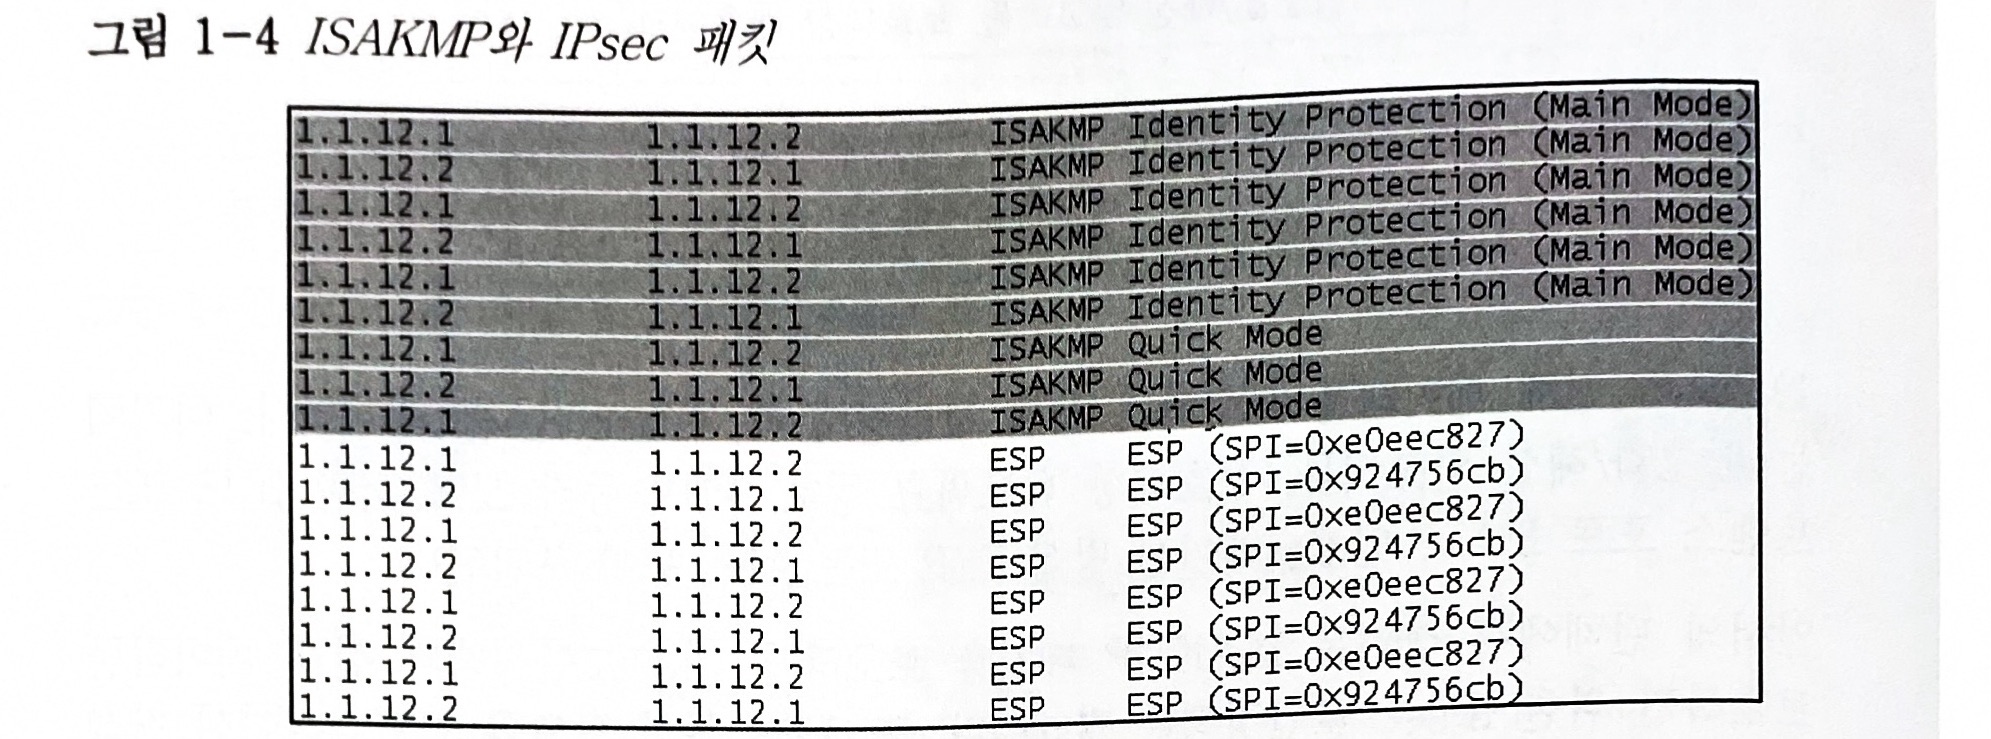 그림 1-4 ISAKMP와 IPsec 패킷
1.1.12.1 1.1.12.2 ISAKMP Identity Protection (Main Mode)
1.1.12.2 1.1.12.1 ISAKMP Identity Protection (Main Mode)
1.1.12.1 1.1.12.2 ISAKMP Identity Protection (Main Mode)
1.1.12.2 1.1.12.1 ISAKMP Identity Protection (Main Mode)
1.1.12.1 1.1.12.2 ISAKMP Identity Protection (Main Mode)
1.1.12.2 1.1.12.1 ISAKMP Identity Protection (Main Mode)
1.1.12.1 1.1.12.2 ISAKMP Quick Mode
1.1.12.2 1.1.12.1 ISAKMP Quick Mode
1.1.12.1 1.1.12.2 ISAKMP Quick Mode
1.1.12.1 1.1.12.2 ESP ESP (SPI=0xe0eec827)
1.1.12.2 1.1.12.1 ESP ESP (SPI=0x924756cb)
1.1.12.1 1.1.12.2 ESP ESP (SPI=0xe0eec827)
1.1.12.2 1.1.12.1 ESP ESP (SPI=0x924756cb)
1.1.12.1 1.1.12.2 ESP ESP (SPI=0xe0eec827)
1.1.12.2 1.1.12.1 ESP ESP (SPI=0x924756cb)
1.1.12.1 1.1.12.2 ESP ESP (SPI=0xe0eec827)
1.1.12.2 1.1.12.1 ESP ESP (SPI=0x924756cb)